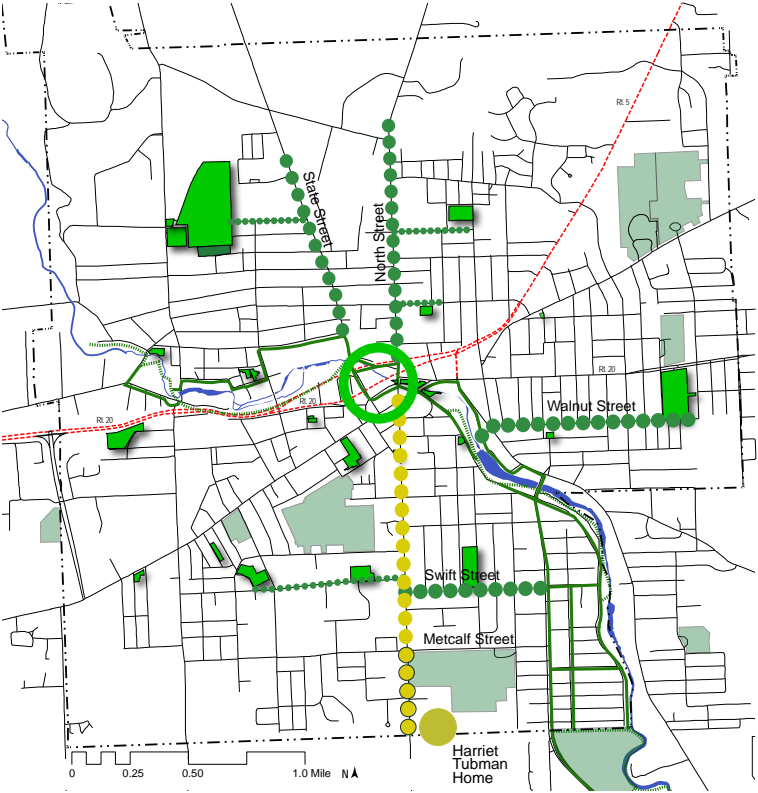 Rt. 5
State Street
North Street
Rt. 20
Rt. 20
Walnut Street
Rt. 20
Swift Street
Metcalf Street
Harriet
Tubman
Home
0 0.25 0.50 1.0 Mile N